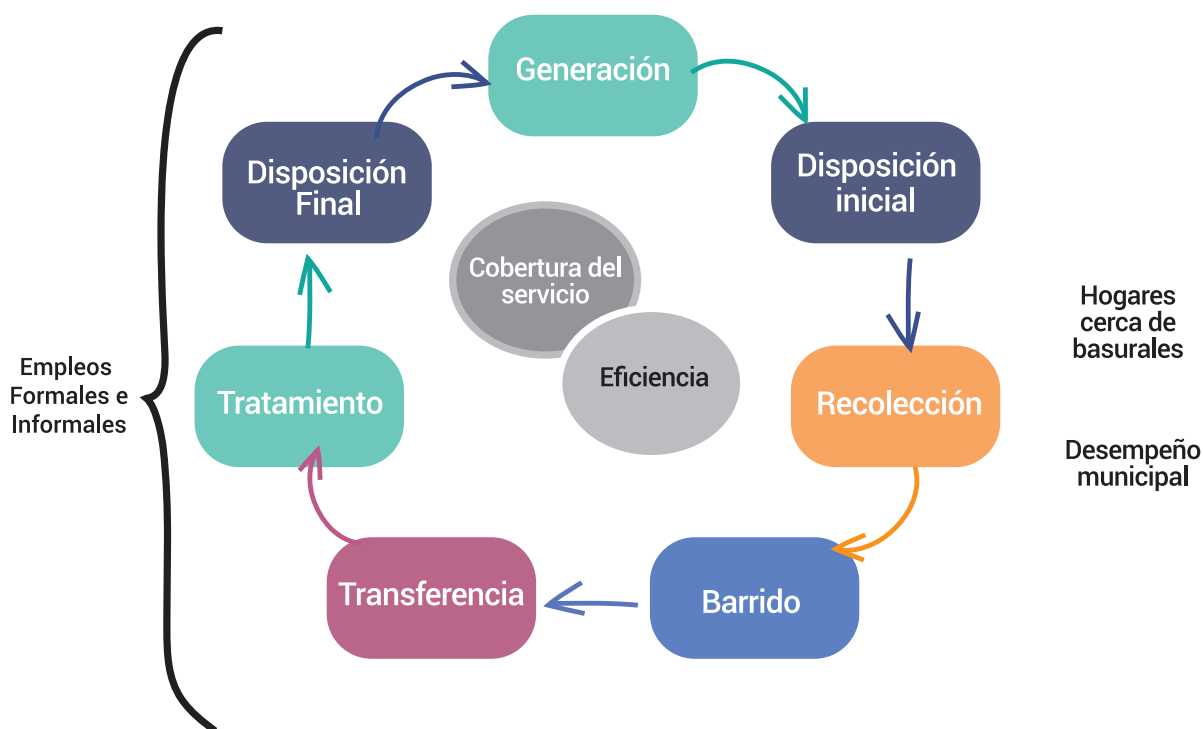 Generación
Disposición
inicial
Recolección
Barrido
Transferencia
Tratamiento
Disposición
Final
Cobertura del
servicio
Eficiencia
Empleos
Formales e
Informales
Hogares
cerca de
basurales
Desempeño
municipal